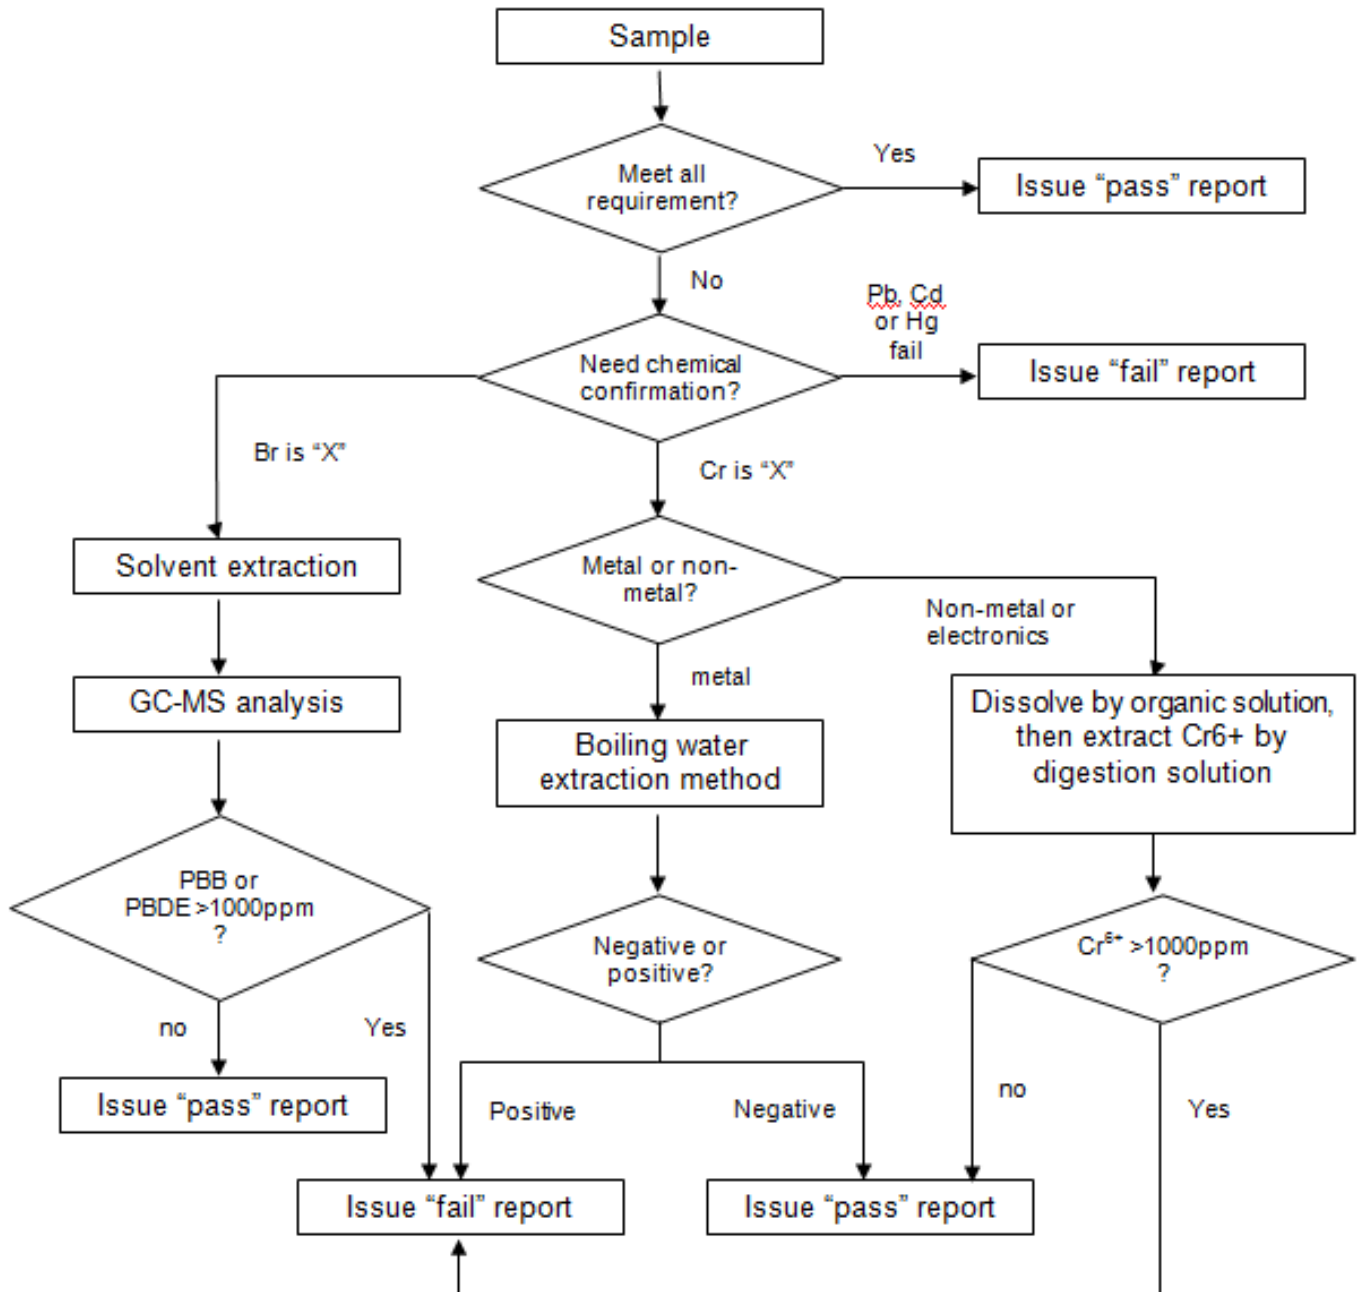 Sample
Meet all
requirement?
Yes
Issue “pass” report
No
Pb, Cd
or Hg
fail
Need chemical
confirmation?
Issue “fail” report
Br is “X”
Cr is “X”
Solvent extraction
Metal or non-
metal?
Non-metal or
electronics
metal
GC-MS analysis
Boiling water
extraction method
Dissolve by organic solution,
then extract Cr6+ by
digestion solution
PBB or
PBDE >1000ppm
?
Negative or
positive?
Cr⁶⁺ >1000ppm
?
no
Yes
Issue “pass” report
Positive
Negative
no
Yes
Issue “fail” report
Issue “pass” report